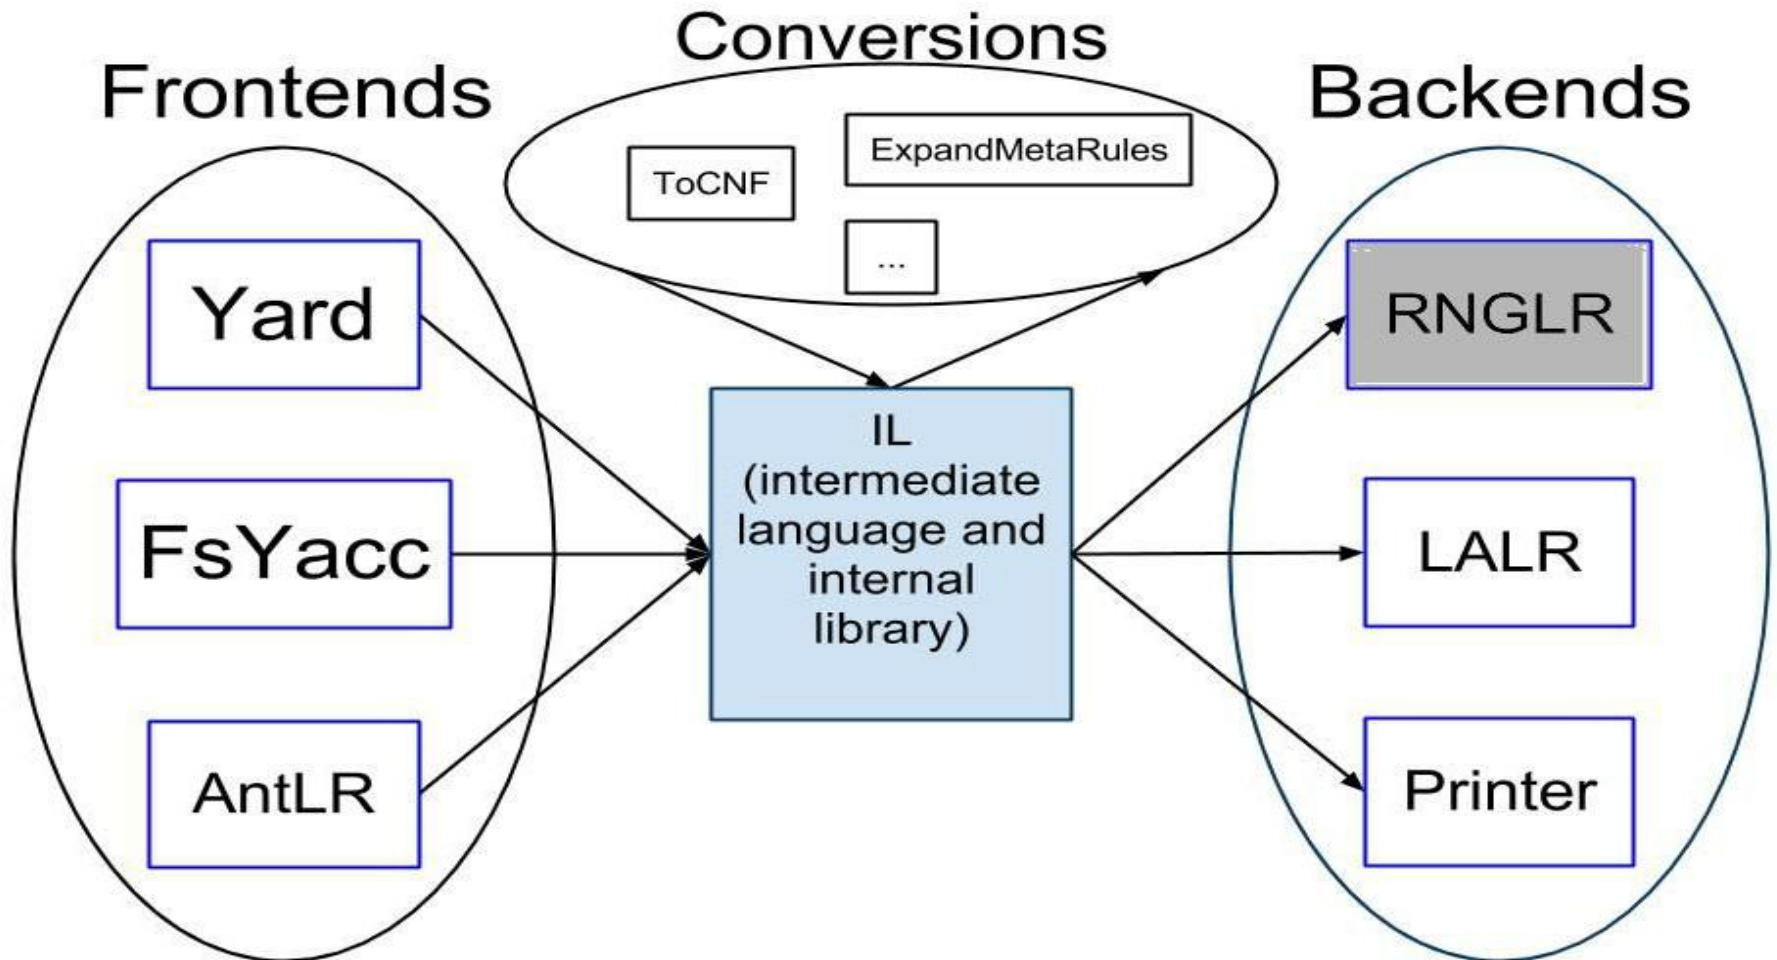 Conversions
Frontends
Backends
ExpandMetaRules
ToCNF
...
Yard
RNGLR
IL
(intermediate
language and
internal
library)
FsYacc
LALR
AntLR
Printer